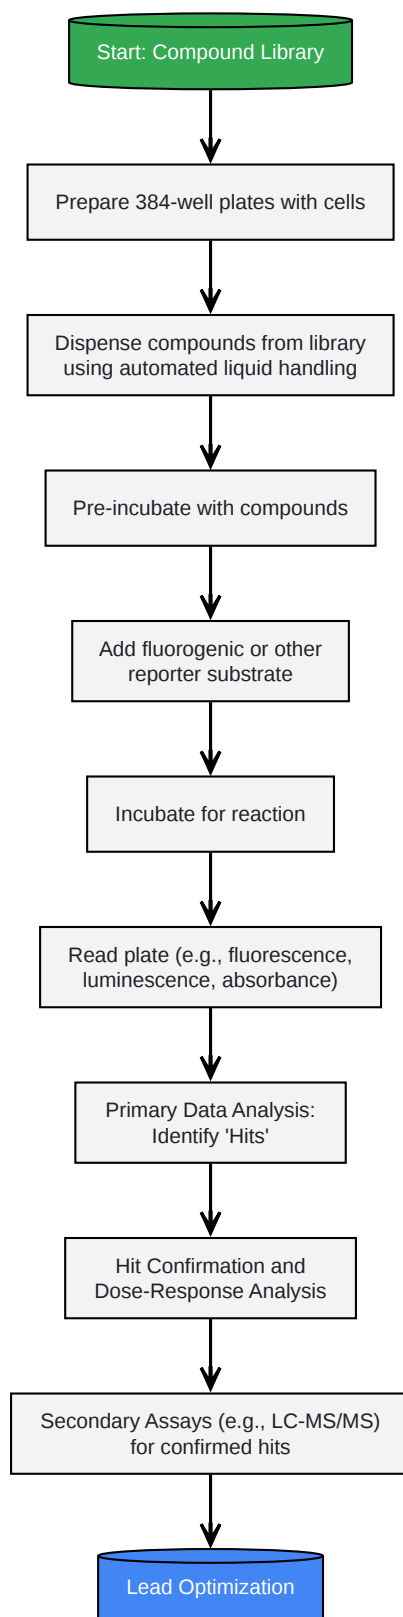 Start: Compound Library
Prepare 384-well plates with cells
Dispense compounds from library
using automated liquid handling
Pre-incubate with compounds
Add fluorogenic or other
reporter substrate
Incubate for reaction
Read plate (e.g., fluorescence,
luminescence, absorbance)
Primary Data Analysis:
Identify 'Hits'
Hit Confirmation and
Dose-Response Analysis
Secondary Assays (e.g., LC-MS/MS)
for confirmed hits
Lead Optimization